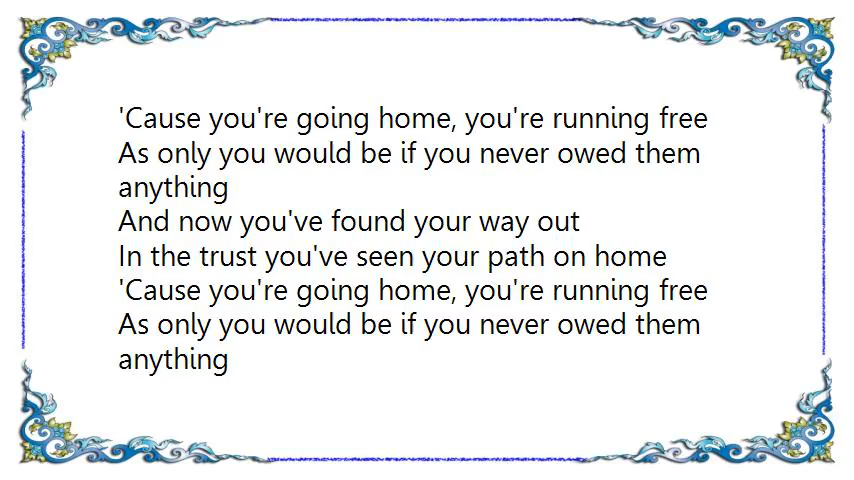 'Cause you're going home, you're running free
As only you would be if you never owed them
anything
And now you've found your way out
In the trust you've seen your path on home
'Cause you're going home, you're running free
As only you would be if you never owed them
anything